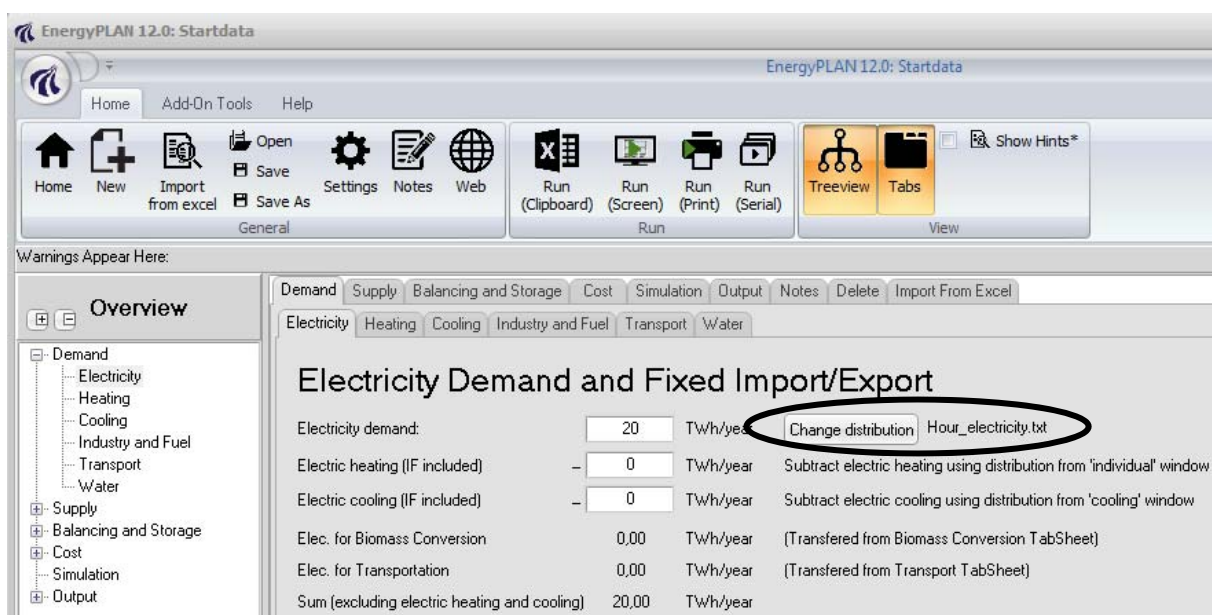 EnergyPLAN 12.0: Startdata
EnergyPLAN 12.0: Startdata
Home Add-On Tools Help
Home
New
Import
from excel
Open
Save
Save As
Settings
Notes
Web
General
Run
(Clipboard)
Run
(Screen)
Run
(Print)
Run
(Serial)
Run
Treeview
Tabs
Show Hints*
View
Warnings Appear Here:
Overview
Demand
Electricity
Heating
Cooling
Industry and Fuel
Transport
Water
Supply
Balancing and Storage
Cost
Simulation
Output
Demand Supply Balancing and Storage Cost Simulation Output Notes Delete Import From Excel
Electricity Heating Cooling Industry and Fuel Transport Water
Electricity Demand and Fixed Import/Export
Electricity demand: 20 TWh/year Change distribution Hour_electricity.txt
Electric heating (IF included) – 0 TWh/year Subtract electric heating using distribution from 'individual' window
Electric cooling (IF included) – 0 TWh/year Subtract electric cooling using distribution from 'cooling' window
Elec. for Biomass Conversion 0,00 TWh/year (Transfered from Biomass Conversion TabSheet)
Elec. for Transportation 0,00 TWh/year (Transfered from Transport TabSheet)
Sum (excluding electric heating and cooling) 20,00 TWh/year